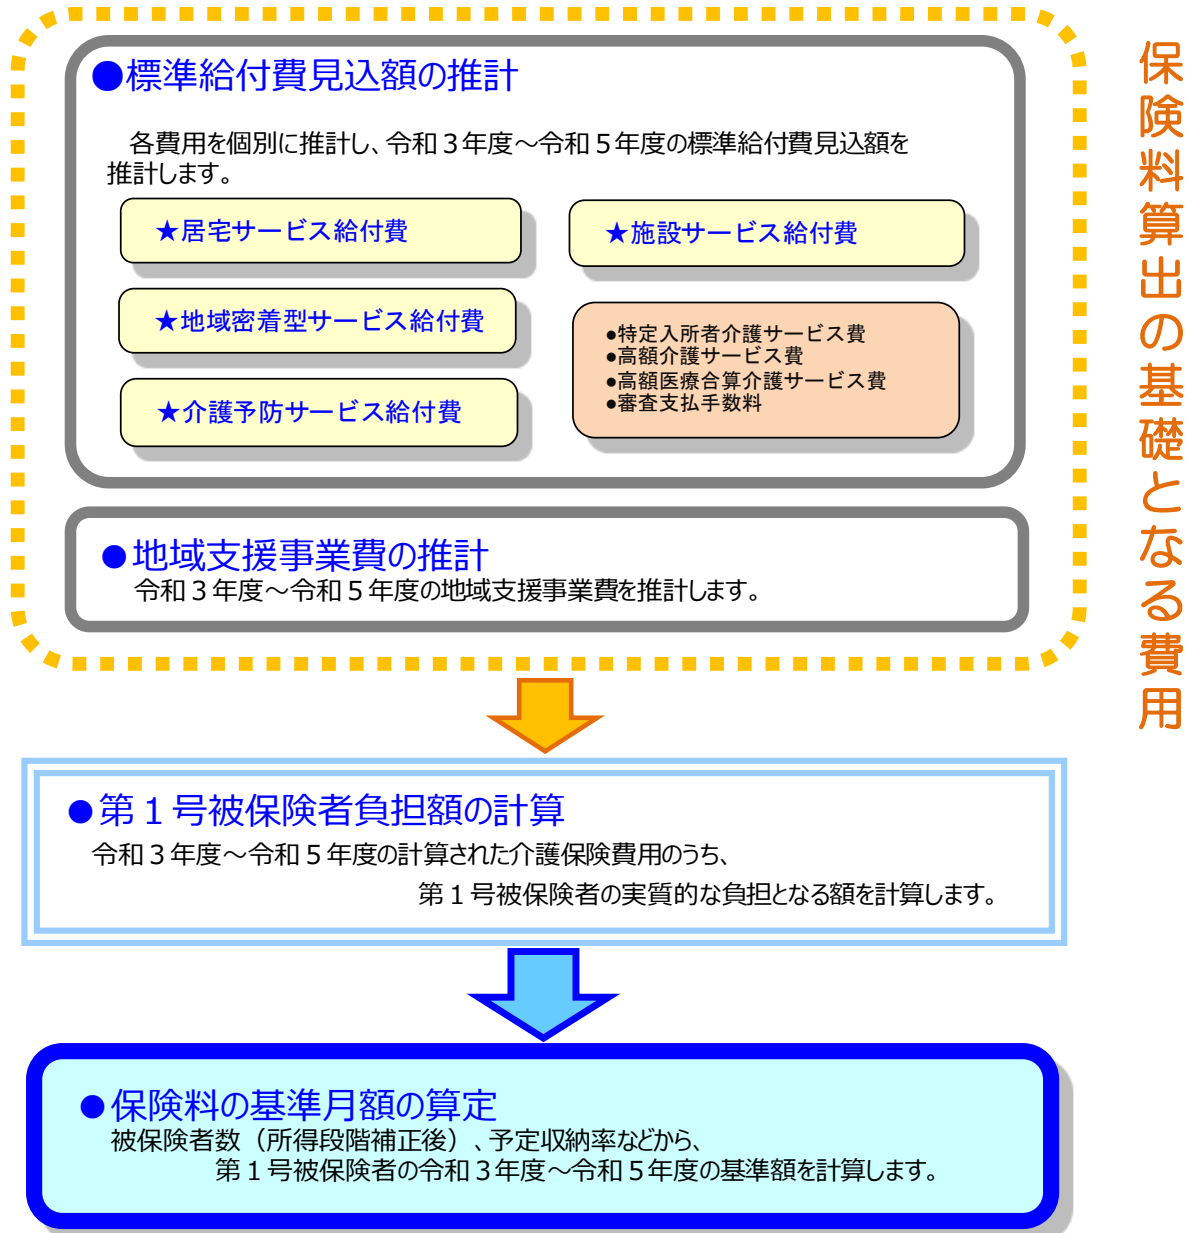 ●標準給付費見込額の推計
各費用を個別に推計し、令和３年度～令和５年度の標準給付費見込額を
推計します。
★居宅サービス給付費
★施設サービス給付費
★地域密着型サービス給付費
●特定入所者介護サービス費
●高額介護サービス費
●高額医療合算介護サービス費
●審査支払手数料
★介護予防サービス給付費
●地域支援事業費の推計
令和３年度～令和５年度の地域支援事業費を推計します。
保険料算出の基礎となる費用
●第１号被保険者負担額の計算
令和３年度～令和５年度の計算された介護保険費用のうち、
第１号被保険者の実質的な負担となる額を計算します。
●保険料の基準月額の算定
被保険者数（所得段階補正後）、予定収納率などから、
第１号被保険者の令和３年度～令和５年度の基準額を計算します。